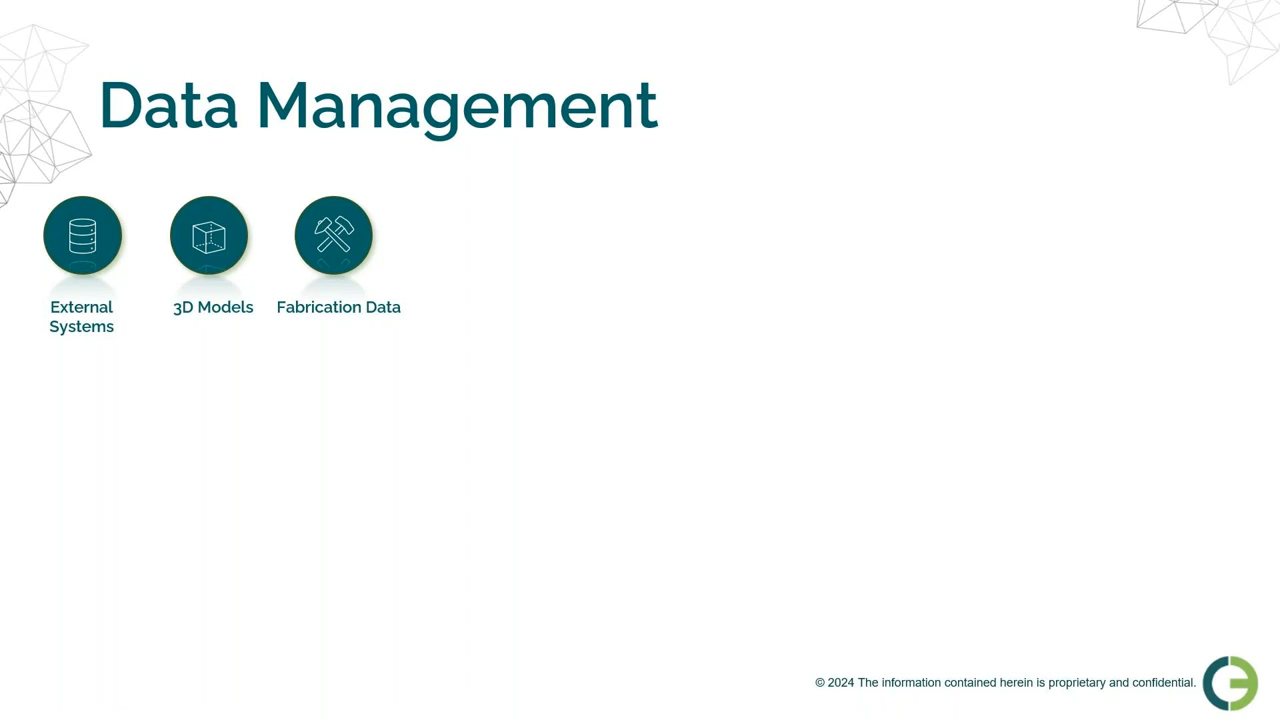 Data Management
External
Systems
3D Models
Fabrication Data
© 2024 The information contained herein is proprietary and confidential.